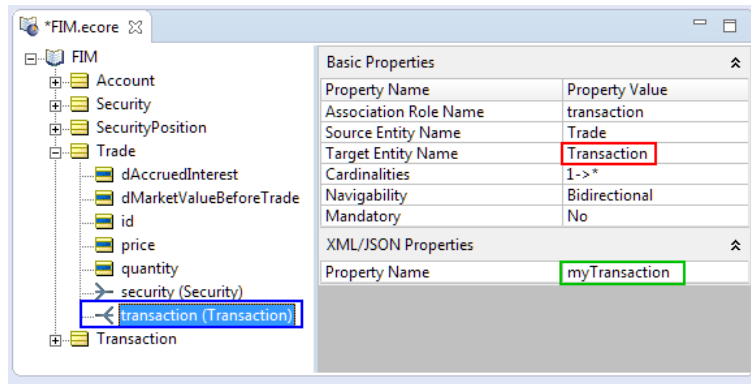 *FIM.ecore
FIM
Account
Security
SecurityPosition
Trade
dAccruedInterest
dMarketValueBeforeTrade
id
price
quantity
security (Security)
transaction (Transaction)
Transaction
Basic Properties
Property Name Property Value
Association Role Name transaction
Source Entity Name Trade
Target Entity Name Transaction
Cardinalities 1->*
Navigability Bidirectional
Mandatory No
XML/JSON Properties
Property Name myTransaction